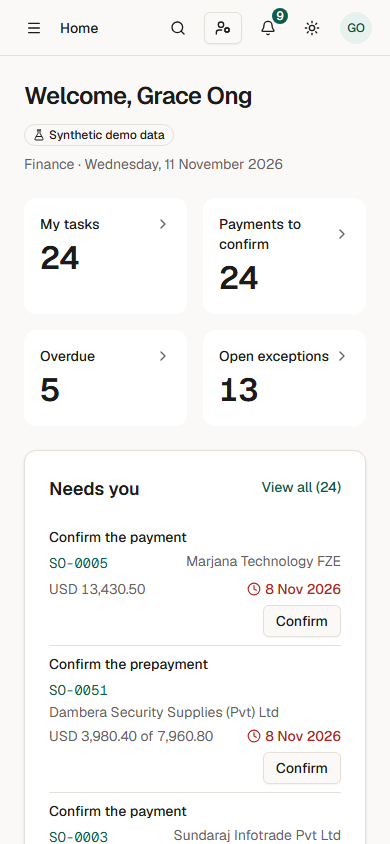 Home
9
GO
Welcome, Grace Ong
Synthetic demo data
Finance · Wednesday, 11 November 2026
My tasks
24
Payments to
confirm
24
Overdue
5
Open exceptions
13
Needs you
View all (24)
Confirm the payment
SO-0005
Marjana Technology FZE
USD 13,430.50
8 Nov 2026
Confirm
Confirm the prepayment
SO-0051
Dambera Security Supplies (Pvt) Ltd
USD 3,980.40 of 7,960.80
8 Nov 2026
Confirm
Confirm the payment
SO-0003
Sundaraj Infotrade Pvt Ltd